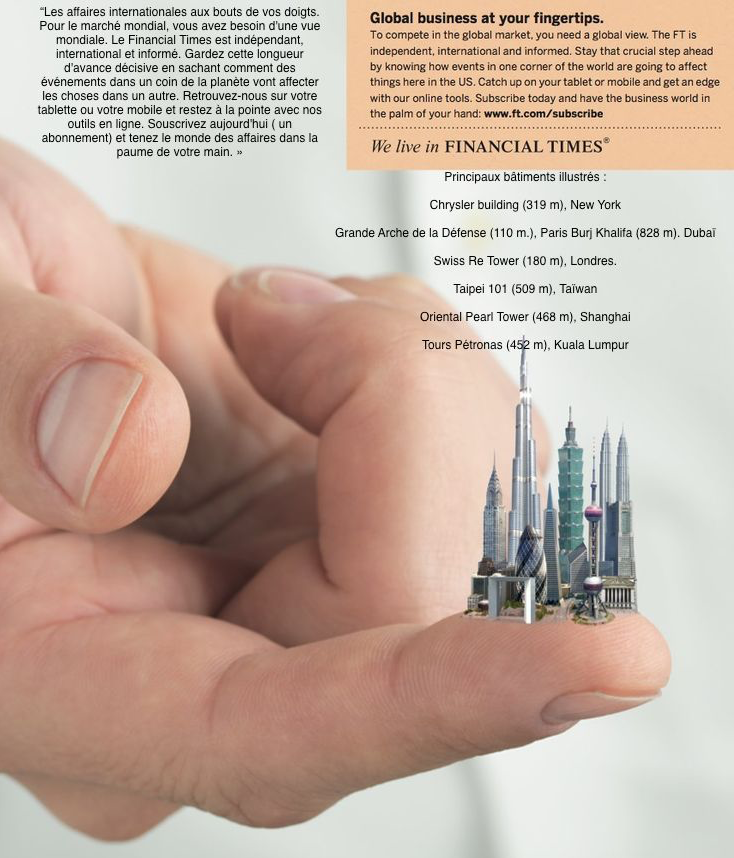 “Les affaires internationales aux bouts de vos doigts.
Pour le marché mondial, vous avez besoin d'une vue
mondiale. Le Financial Times est indépendant,
international et informé. Gardez cette longueur
d'avance décisive en sachant comment des
événements dans un coin de la planète vont affecter
les choses dans un autre. Retrouvez-nous sur votre
tablette ou votre mobile et restez à la pointe avec nos
outils en ligne. Souscrivez aujourd'hui ( un
abonnement) et tenez le monde des affaires dans la
paume de votre main. »
Global business at your fingertips.
To compete in the global market, you need a global view. The FT is
independent, international and informed. Stay that crucial step ahead
by knowing how events in one corner of the world are going to affect
things here in the US. Catch up on your tablet or mobile and get an edge
with our online tools. Subscribe today and have the business world in
the palm of your hand: www.ft.com/subscribe
We live in FINANCIAL TIMES®
Principaux bâtiments illustrés :
Chrysler building (319 m), New York
Grande Arche de la Défense (110 m.), Paris Burj Khalifa (828 m). Dubaï
Swiss Re Tower (180 m), Londres.
Taipei 101 (509 m), Taïwan
Oriental Pearl Tower (468 m), Shanghai
Tours Pétronas (452 m), Kuala Lumpur